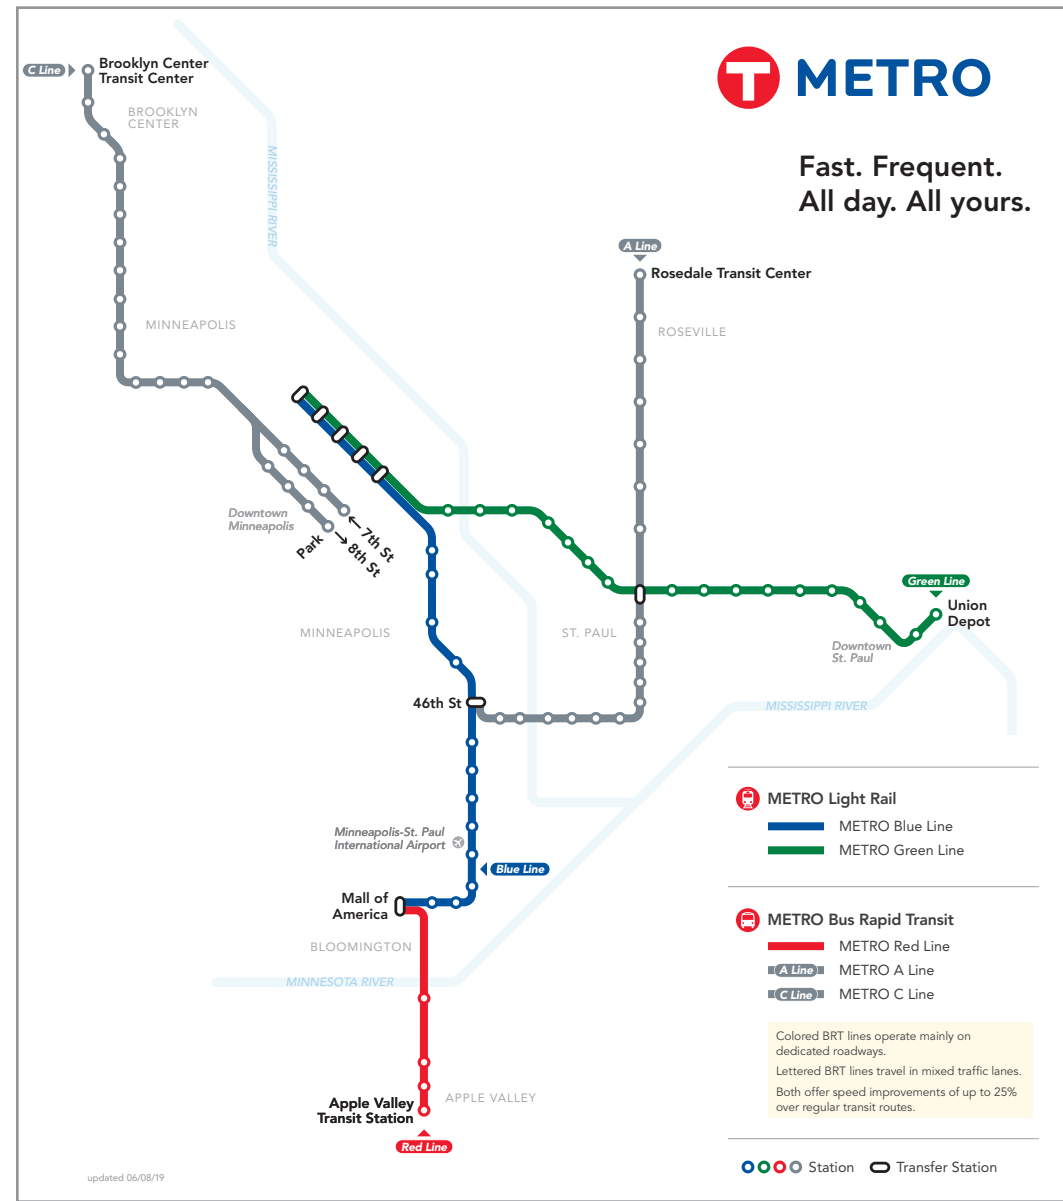 C Line
Brooklyn Center
Transit Center
BROOKLYN
CENTER
T METRO
Fast. Frequent.
All day. All yours.
MISSISSIPPI RIVER
A Line
Rosedale Transit Center
MINNEAPOLIS
ROSEVILLE
Downtown
Minneapolis
← 7th St
→ 8th St
Park
Green Line
Union
Depot
MINNEAPOLIS
ST. PAUL
Downtown
St. Paul
46th St
MISSISSIPPI RIVER
METRO Light Rail
METRO Blue Line
METRO Green Line
Minneapolis-St. Paul
International Airport
Blue Line
Mall of
America
BLOOMINGTON
MINNESOTA RIVER
METRO Bus Rapid Transit
METRO Red Line
A Line METRO A Line
C Line METRO C Line
Colored BRT lines operate mainly on
dedicated roadways.
Lettered BRT lines travel in mixed traffic lanes.
Both offer speed improvements of up to 25%
over regular transit routes.
Apple Valley
Transit Station
APPLE VALLEY
Red Line
Station
Transfer Station
updated 06/08/19